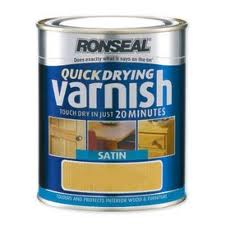 RONSEAL
Does exactly what it says on the tin!
QUICK DRYING
varnish
TOUCH DRY IN JUST 20 MINUTES
SATIN
COLOURS AND PROTECTS INTERIOR WOOD & FURNITURE